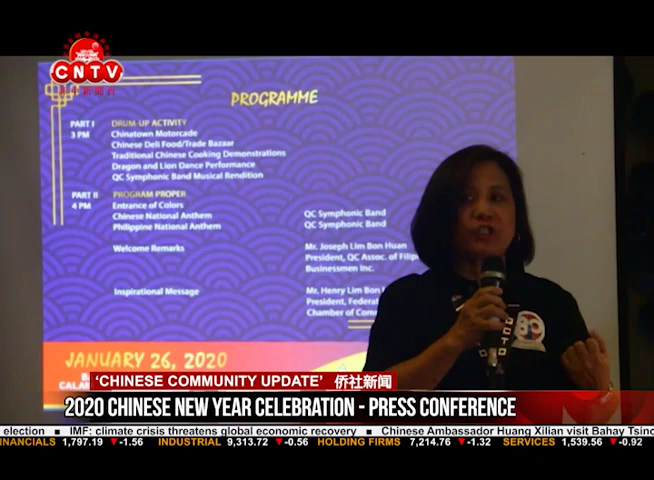 CNTV
PROGRAMME
PART I DRUM-UP ACTIVITY
3 PM Chinatown Motorcade
Chinese Deli Food/Trade Bazaar
Traditional Chinese Cooking Demonstrations
Dragon and Lion Dance Performance
QC Symphonic Band Musical Rendition
PART II PROGRAM PROPER
4 PM Entrance of Colors
Chinese National Anthem QC Symphonic Band
Philippine National Anthem QC Symphonic Band
Welcome Remarks Mr. Joseph Lim Bon Huan
President, QC Assoc. of Filip
Businessmen Inc.
Inspirational Message Mr. Henry Lim Bon
President, Federat
Chamber of Com
JANUARY 26, 2020
CALAM
'CHINESE COMMUNITY UPDATE' 侨社新闻
2020 CHINESE NEW YEAR CELEBRATION - PRESS CONFERENCE
election ■ IMF: climate crisis threatens global economic recovery ■ Chinese Ambassador Huang Xilian visit Bahay Tsino
INANCIALS 1,797.19 ▼-1.56 INDUSTRIAL 9,313.72 ▼-0.56 HOLDING FIRMS 7,214.76 ▼-1.32 SERVICES 1,539.56 ▼-0.92